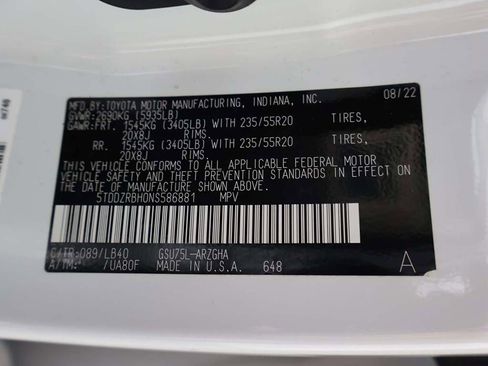 MFD.BY:TOYOTA MOTOR MANUFACTURING, INDIANA, INC. 08/22
GVWR: 2690KG (5935LB)
GAWR:FRT. 1545KG (3405LB) WITH 235/55R20 TIRES,
20X8J RIMS.
RR. 1545KG (3405LB) WITH 235/55R20 TIRES,
20X8J RIMS.
THIS VEHICLE CONFORMS TO ALL APPLICABLE FEDERAL MOTOR
VEHICLE SAFETY AND THEFT PREVENTION STANDARDS IN EFFECT
ON THE DATE OF MANUFACTURE SHOWN ABOVE.
5TDDZRBH0NS586881 MPV
C/TR:089/LB40 GSU75L-ARZGHA
A/TM: /UA80F MADE IN U.S.A. 648 A